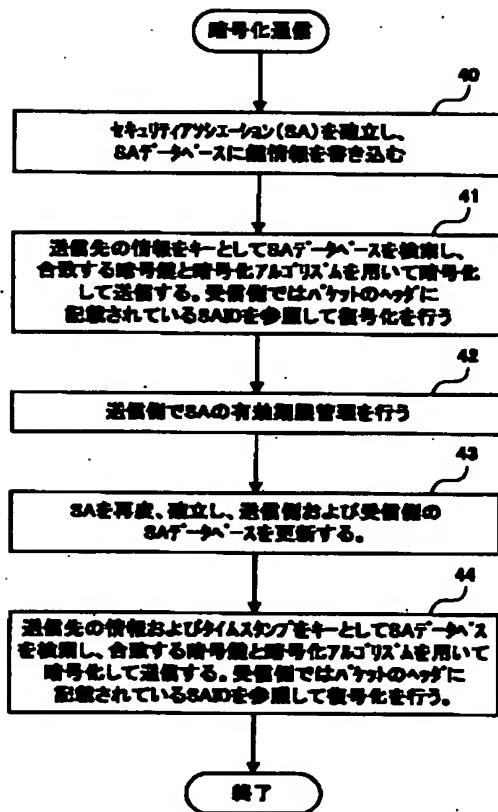 暗号化通信
40
セキュリティアソシエーション(SA)を確立し、
SAデータベースに鍵情報を書き込む
41
送信先の情報をキーとしてSAデータベースを検索し、
合致する暗号鍵と暗号化アルゴリズムを用いて暗号化
して送信する。受信側ではパケットのヘッダに
記載されているSAIDを参照して復号化を行う
42
送信側でSAの有効期限管理を行う
43
SAを再度、確立し、送信側および受信側の
SAデータベースを更新する。
44
送信先の情報およびタイムスタンプをキーとしてSAデータベース
を検索し、合致する暗号鍵と暗号化アルゴリズムを用いて
暗号化して送信する。受信側ではパケットのヘッダに
記載されているSAIDを参照して復号化を行う。
終了